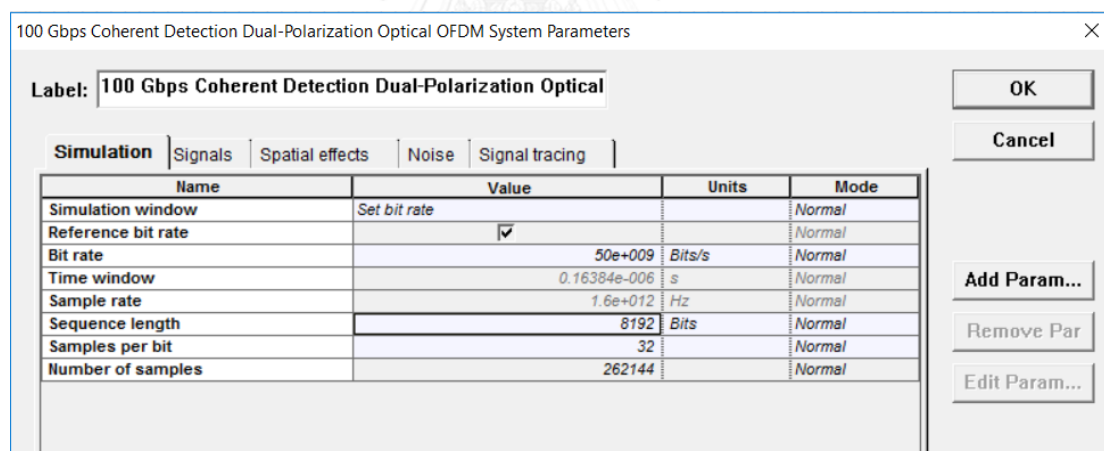 100 Gbps Coherent Detection Dual-Polarization Optical OFDM System Parameters
Label: 100 Gbps Coherent Detection Dual-Polarization Optical
OK
Cancel
Simulation Signals Spatial effects Noise Signal tracing
Name Value Units Mode
Simulation window Set bit rate Normal
Reference bit rate Normal
Bit rate 50e+009 Bits/s Normal
Time window 0.16384e-006 s Normal
Sample rate 1.6e+012 Hz Normal
Sequence length 8192 Bits Normal
Samples per bit 32 Normal
Number of samples 262144 Normal
Add Param...
Remove Par
Edit Param...